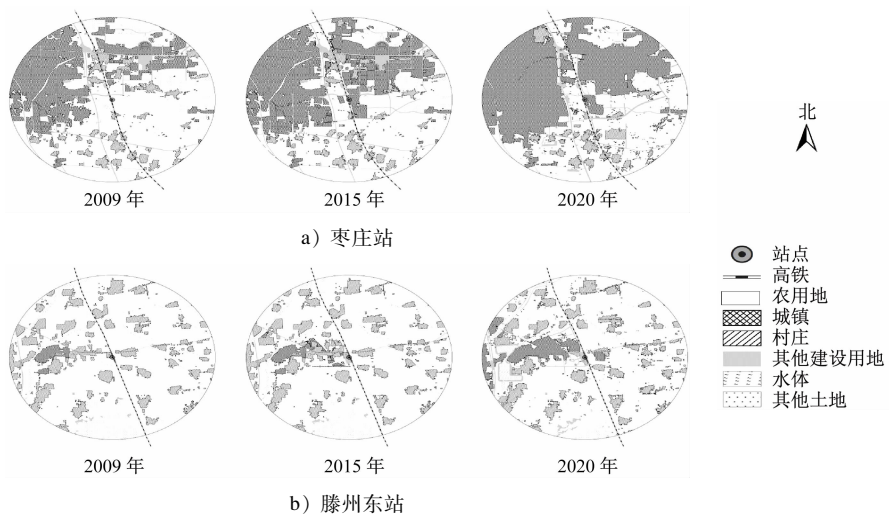 2009 年
2015 年
2020 年
a）枣庄站
2009 年
2015 年
2020 年
b）滕州东站
北
站点
高铁
农用地
城镇
村庄
其他建设用地
水体
其他土地